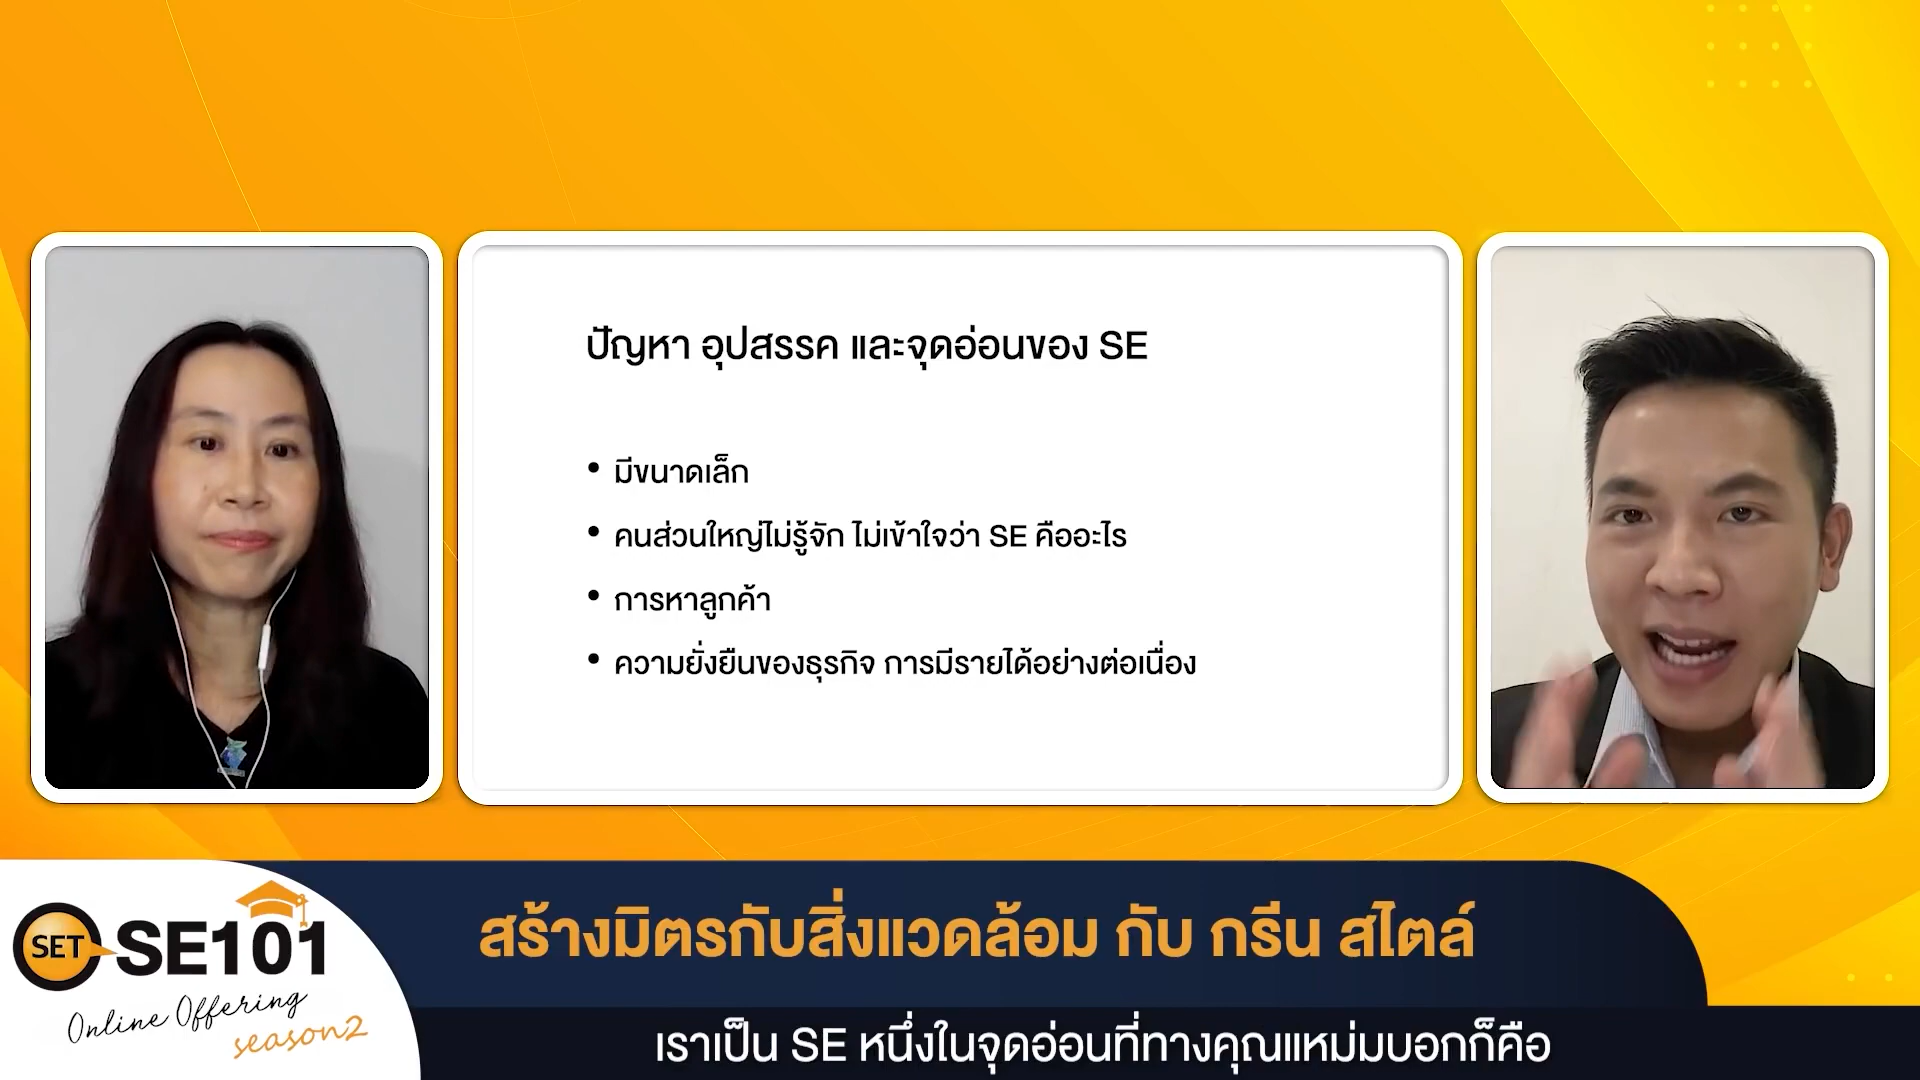 ปัญหา อุปสรรค และจุดอ่อนของ SE
• มีขนาดเล็ก
• คนส่วนใหญ่ไม่รู้จัก ไม่เข้าใจว่า SE คืออะไร
• การหาลูกค้า
• ความยั่งยืนของธุรกิจ การมีรายได้อย่างต่อเนื่อง
SET SE101
Online Offering
season2
สร้างมิตรกับสิ่งแวดล้อม กับ กรีน สไตล์
เราเป็น SE หนึ่งในจุดอ่อนที่ทางคุณแหม่มบอกก็คือ